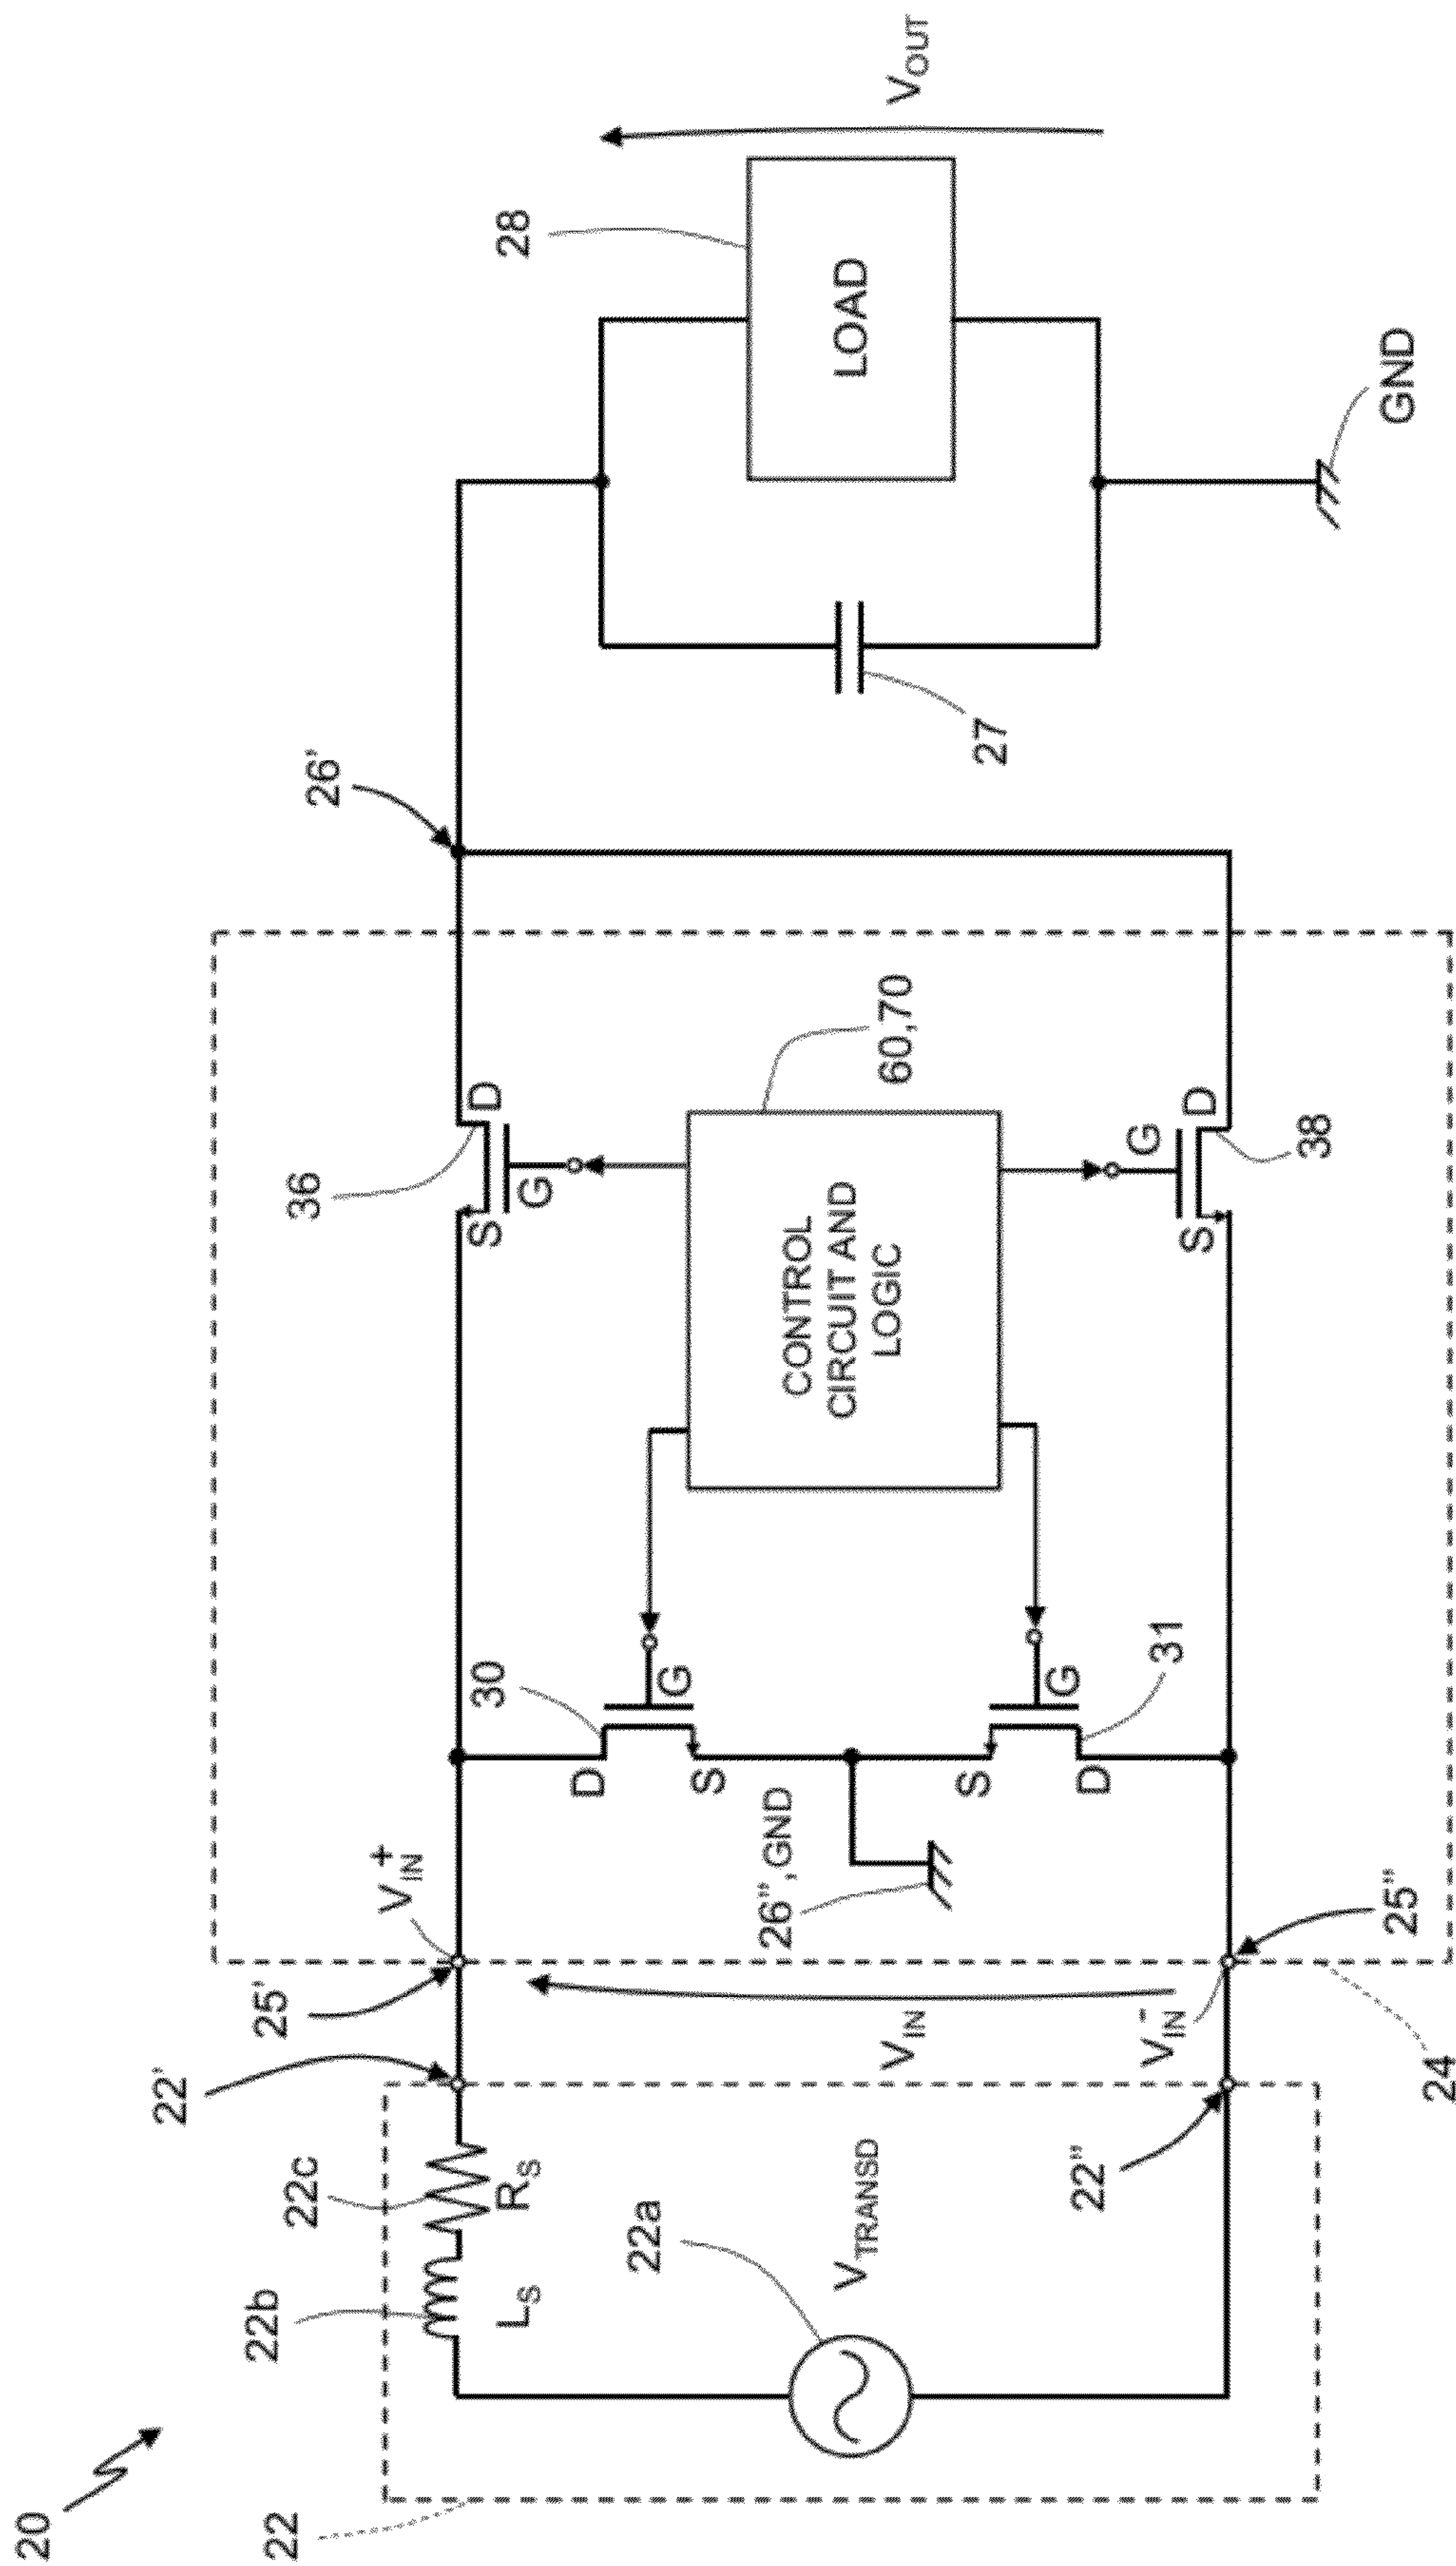 20
22
22b
22c
22'
L_S
R_S
22a
V_TRANSD
22"
25'
V_IN+
V_IN
V_IN-
25"
24
26", GND
D
S
30
G
S
D
G
31
CONTROL
CIRCUIT AND
LOGIC
60,70
36
S
D
G
G
S
D
38
26'
27
28
LOAD
V_OUT
GND